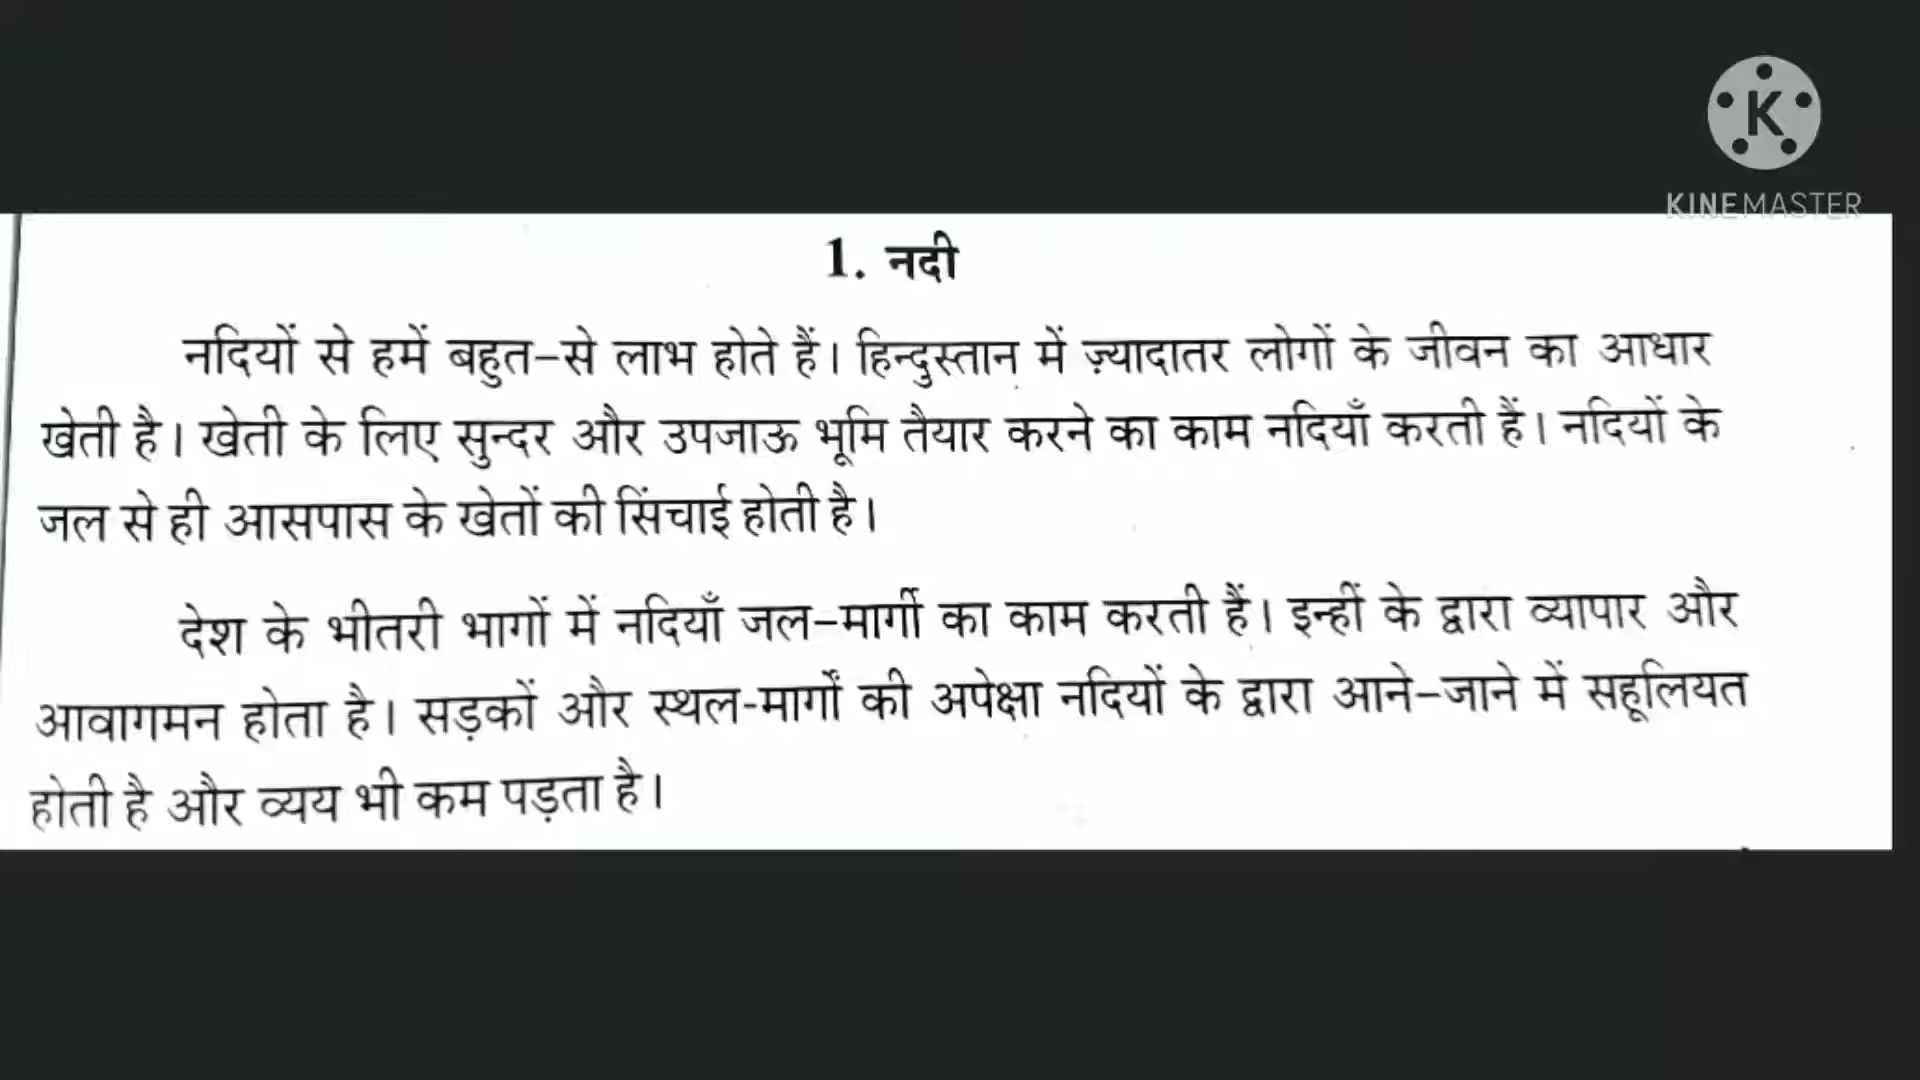 K
KINEMASTER
1. नदी
नदियों से हमें बहुत-से लाभ होते हैं। हिन्दुस्तान में ज़्यादातर लोगों के जीवन का आधार
खेती है। खेती के लिए सुन्दर और उपजाऊ भूमि तैयार करने का काम नदियाँ करती हैं। नदियों के
जल से ही आसपास के खेतों की सिंचाई होती है।
देश के भीतरी भागों में नदियाँ जल-मार्गी का काम करती हैं। इन्हीं के द्वारा व्यापार और
आवागमन होता है। सड़कों और स्थल-मार्गों की अपेक्षा नदियों के द्वारा आने-जाने में सहूलियत
होती है और व्यय भी कम पड़ता है।